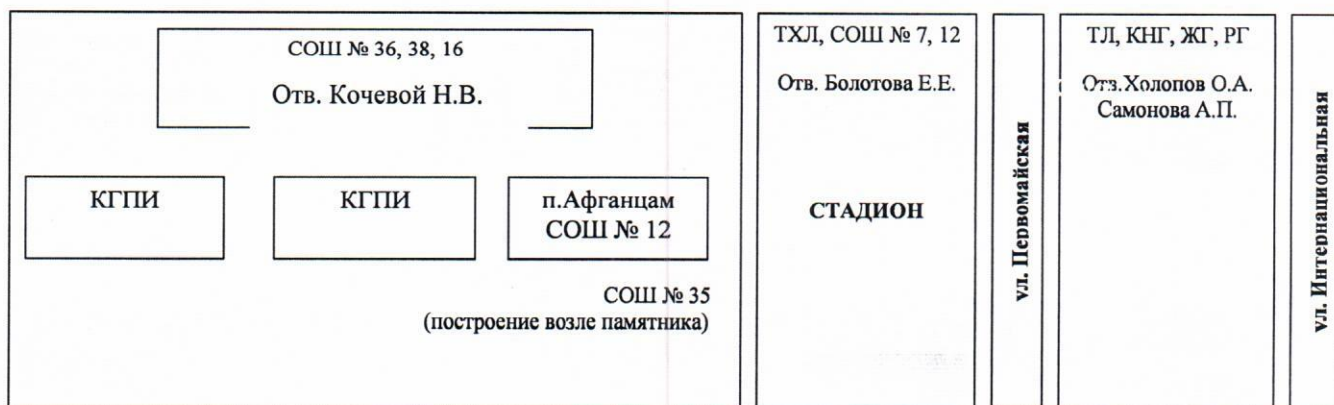 СОШ № 36, 38, 16
Отв. Кочевой Н.В.
КГПИ
КГПИ
п.Афганцам
СОШ № 12
СОШ № 35
(построение возле памятника)
ТХЛ, СОШ № 7, 12
Отв. Болотова Е.Е.
СТАДИОН
ул. Первомайская
ТЛ, КНГ, ЖГ, РГ
Отв.Холопов О.А.
Самонова А.П.
ул. Интернациональная